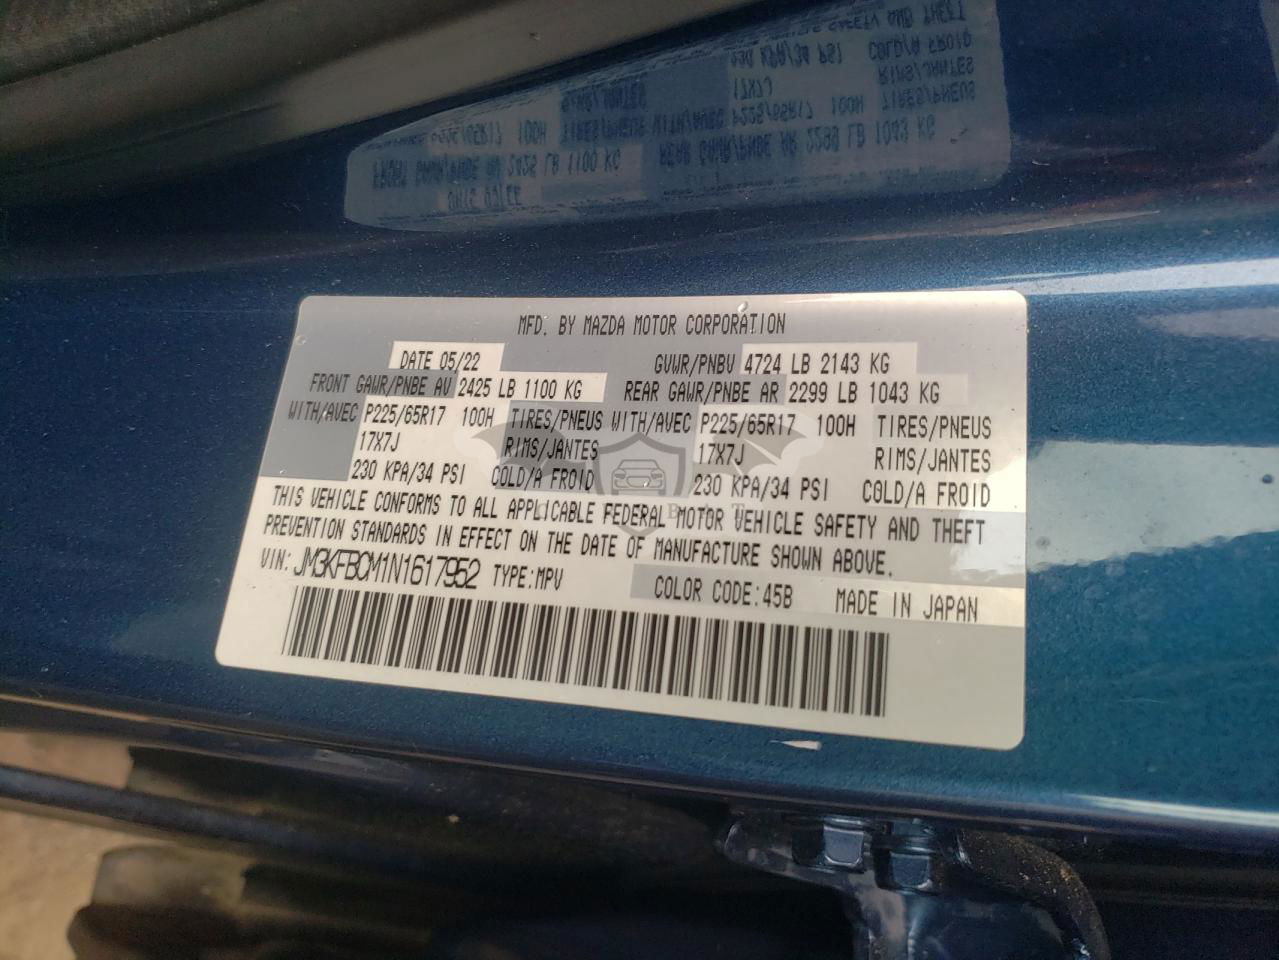 MFD. BY MAZDA MOTOR CORPORATION
DATE 05/22 GVWR/PNBV 4724 LB 2143 KG
FRONT GAWR/PNBE AV 2425 LB 1100 KG REAR GAWR/PNBE AR 2299 LB 1043 KG
WITH/AVEC P225/65R17 100H TIRES/PNEUS WITH/AVEC P225/65R17 100H TIRES/PNEUS
17X7J RIMS/JANTES 17X7J RIMS/JANTES
230 KPA/34 PSI COLD/A FROID 230 KPA/34 PSI COLD/A FROID
THIS VEHICLE CONFORMS TO ALL APPLICABLE FEDERAL MOTOR VEHICLE SAFETY AND THEFT
PREVENTION STANDARDS IN EFFECT ON THE DATE OF MANUFACTURE SHOWN ABOVE.
VIN: JM3KFBCM1N1617952 TYPE:MPV COLOR CODE:45B MADE IN JAPAN